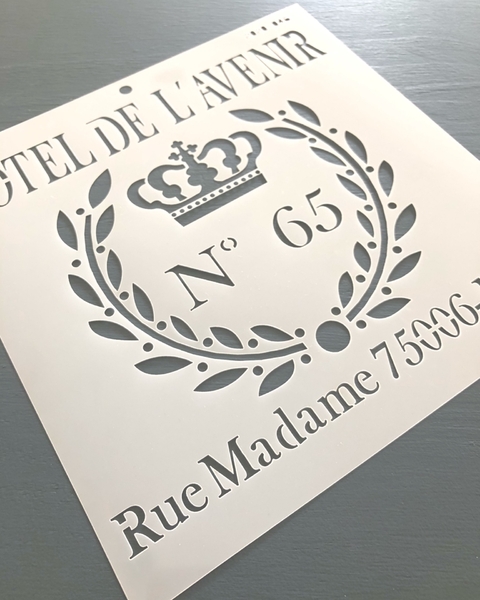 OTEL DE L'AVENIR
N° 65
Rue Madame 75006-